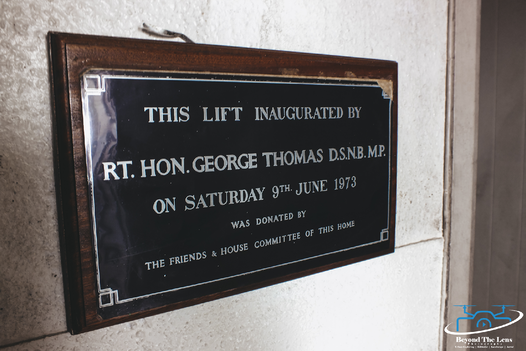 THIS LIFT INAUGURATED BY
RT. HON. GEORGE THOMAS D.S.N.B. M.P.
ON SATURDAY 9TH. JUNE 1973
WAS DONATED BY
THE FRIENDS & HOUSE COMMITTEE OF THIS HOME
Beyond The Lens